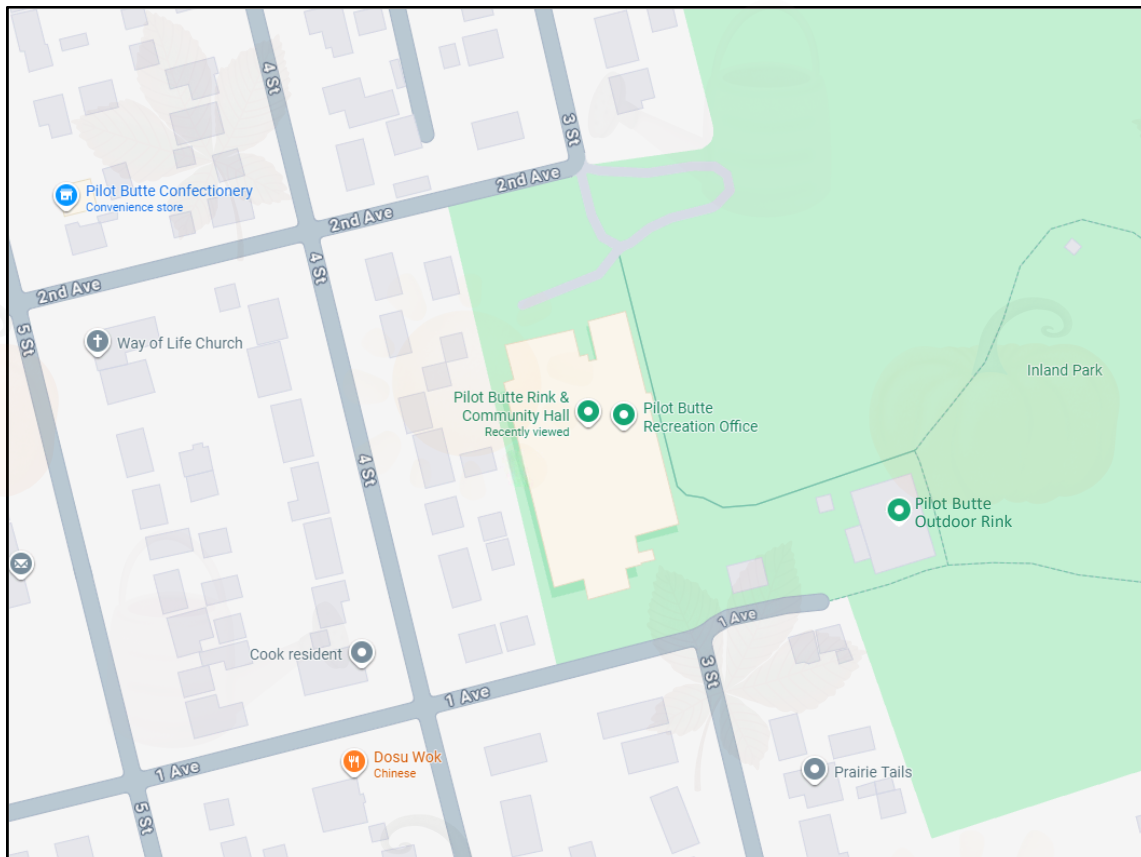 4 St
3 St
2nd Ave
Pilot Butte Confectionery
Convenience store
2nd Ave
4 St
2nd Ave
5 St
Way of Life Church
Inland Park
Pilot Butte Rink &
Community Hall
Recently viewed
Pilot Butte
Recreation Office
4 St
Pilot Butte
Outdoor Rink
1 Ave
Cook resident
3 St
1 Ave
Dosu Wok
Chinese
1 Ave
Prairie Tails
5 St